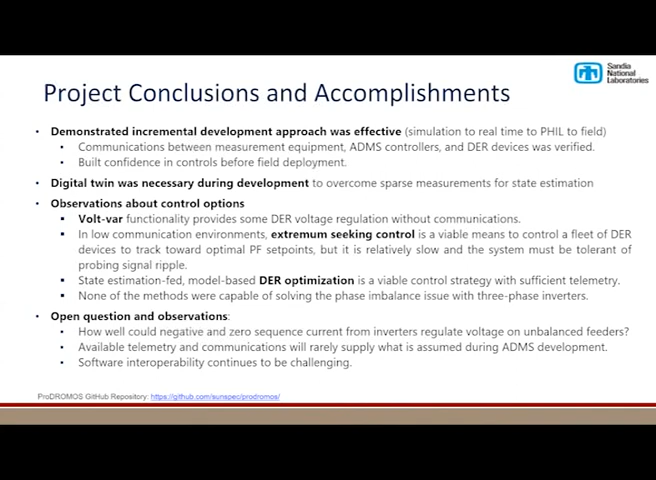 Sandia
National
Laboratories
Project Conclusions and Accomplishments
• Demonstrated incremental development approach was effective (simulation to real time to PHIL to field)
• Communications between measurement equipment, ADMS controllers, and DER devices was verified.
• Built confidence in controls before field deployment.
• Digital twin was necessary during development to overcome sparse measurements for state estimation
• Observations about control options
▪ Volt-var functionality provides some DER voltage regulation without communications.
▪ In low communication environments, extremum seeking control is a viable means to control a fleet of DER
devices to track toward optimal PF setpoints, but it is relatively slow and the system must be tolerant of
probing signal ripple.
▪ State estimation-fed, model-based DER optimization is a viable control strategy with sufficient telemetry.
▪ None of the methods were capable of solving the phase imbalance issue with three-phase inverters.
• Open question and observations:
• How well could negative and zero sequence current from inverters regulate voltage on unbalanced feeders?
• Available telemetry and communications will rarely supply what is assumed during ADMS development.
• Software interoperability continues to be challenging.
ProDROMOS GitHub Repository: https://github.com/sunspec/prodromos/